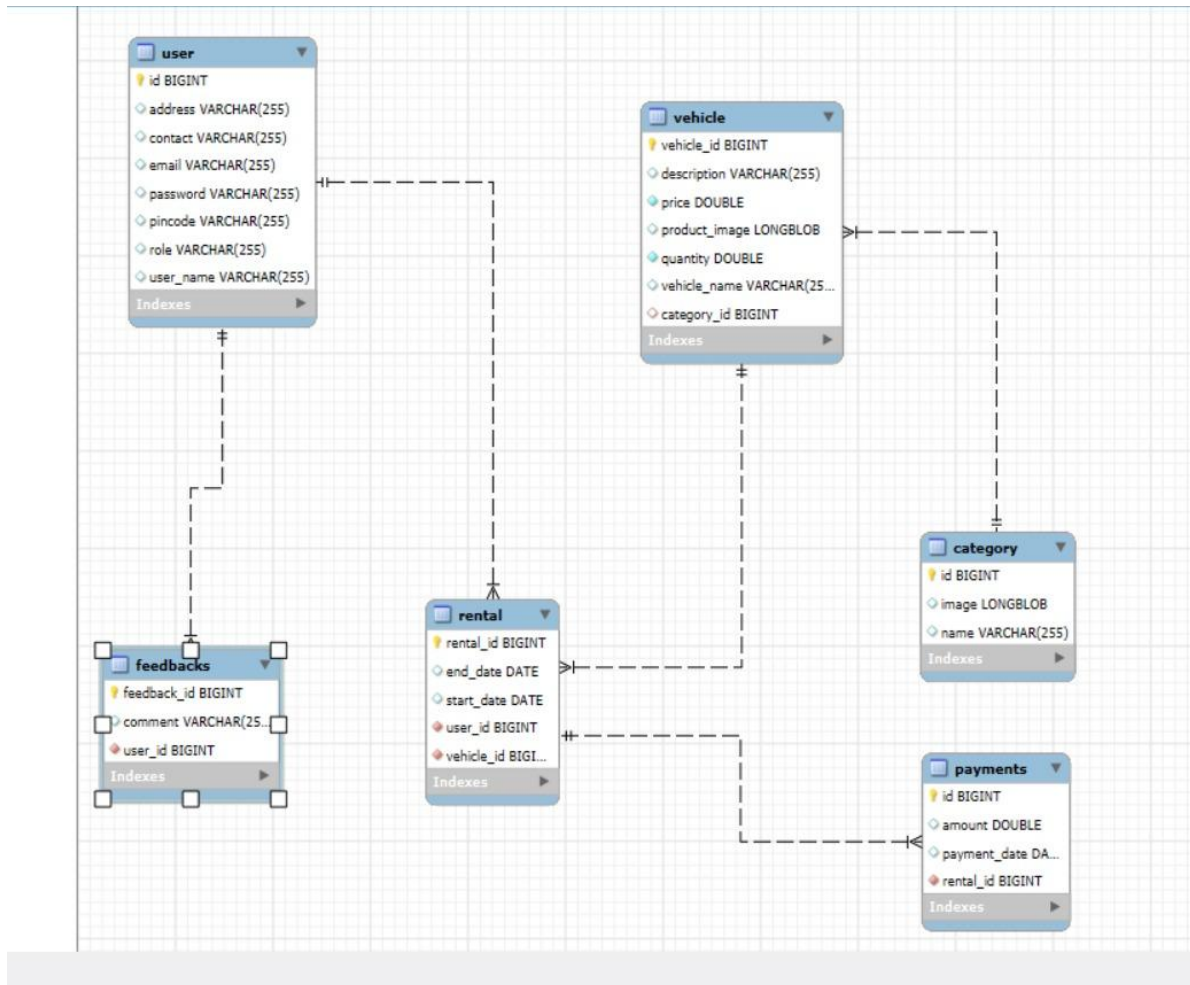 user
id BIGINT
address VARCHAR(255)
contact VARCHAR(255)
email VARCHAR(255)
password VARCHAR(255)
pincode VARCHAR(255)
role VARCHAR(255)
user_name VARCHAR(255)
Indexes
vehicle
vehicle_id BIGINT
description VARCHAR(255)
price DOUBLE
product_image LONGBLOB
quantity DOUBLE
vehicle_name VARCHAR(25...
category_id BIGINT
Indexes
category
id BIGINT
image LONGBLOB
name VARCHAR(255)
Indexes
feedbacks
feedback_id BIGINT
comment VARCHAR(25...
user_id BIGINT
Indexes
rental
rental_id BIGINT
end_date DATE
start_date DATE
user_id BIGINT
vehicle_id BIGI...
Indexes
payments
id BIGINT
amount DOUBLE
payment_date DA...
rental_id BIGINT
Indexes